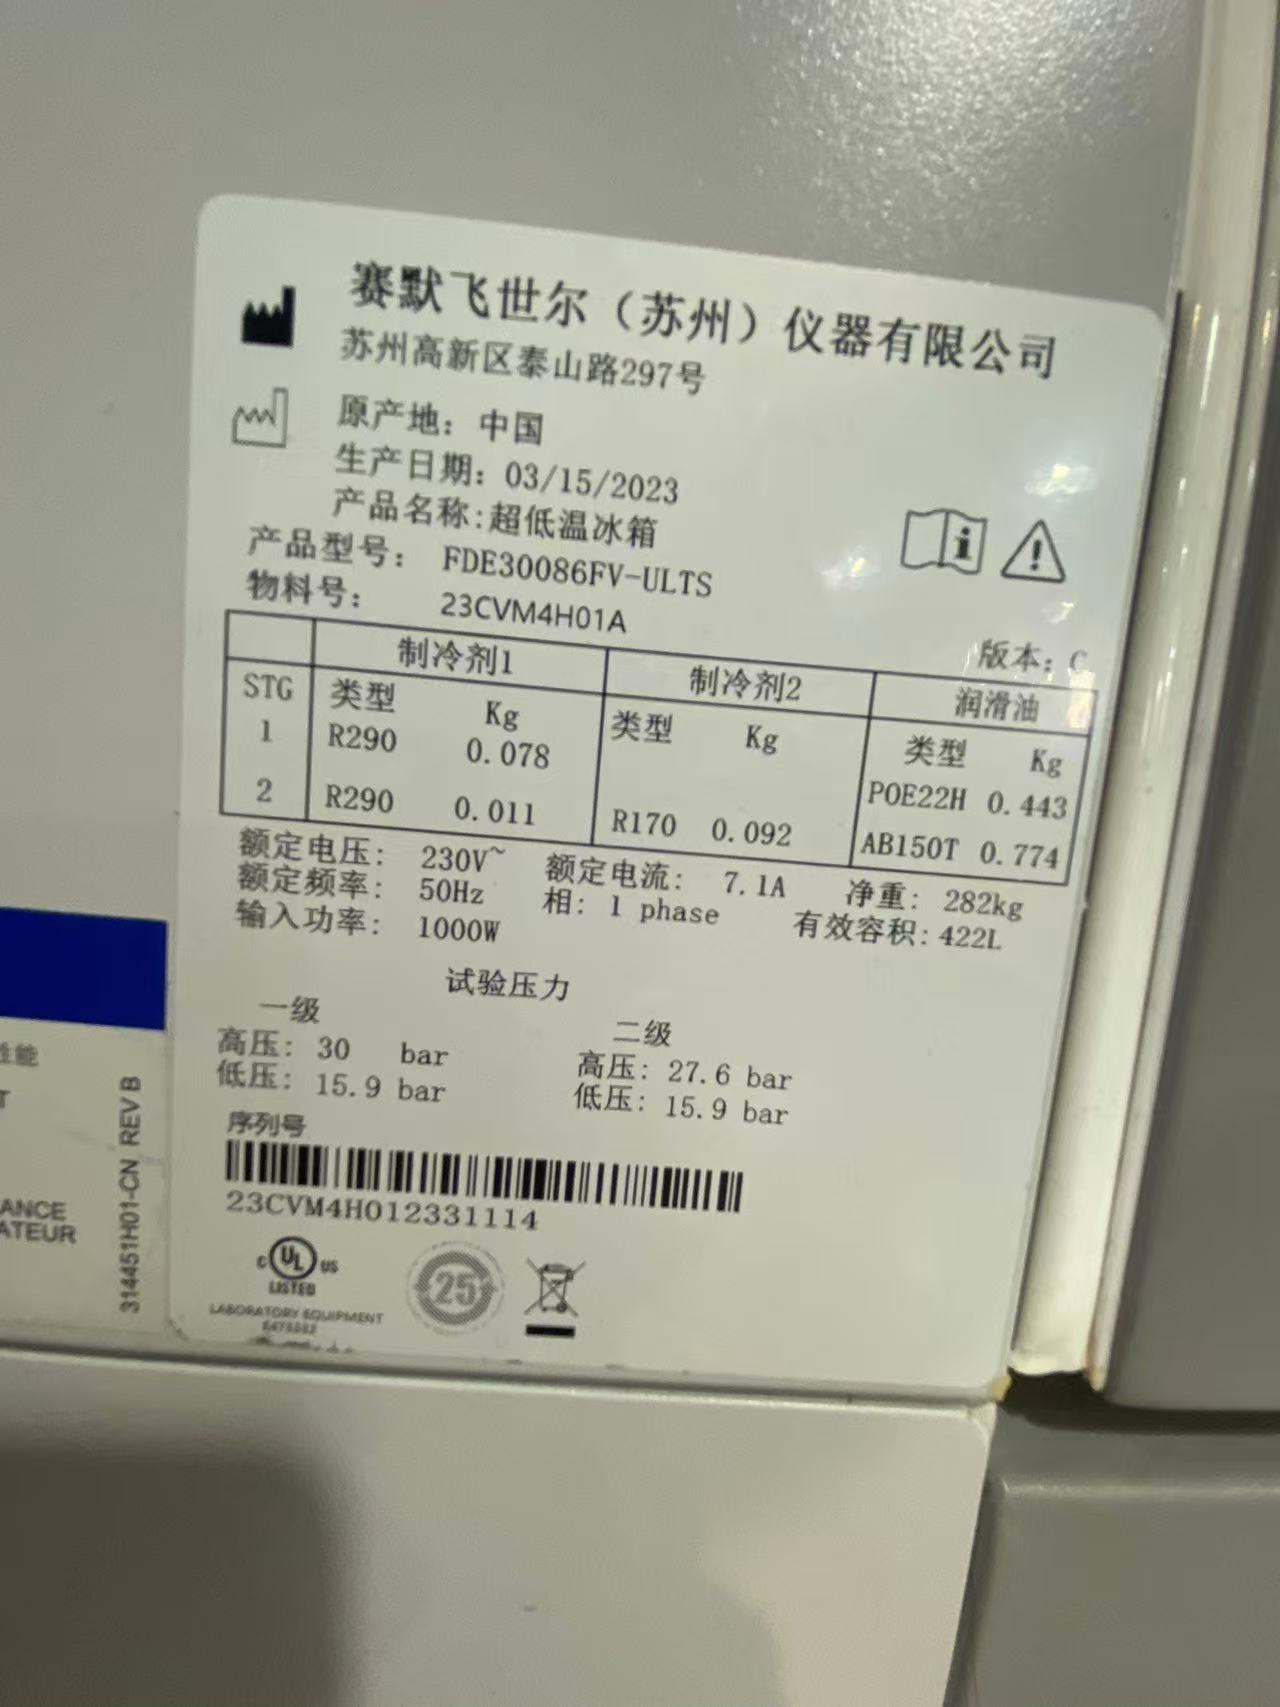 赛默飞世尔（苏州）仪器有限公司
苏州高新区泰山路297号
原产地：中国
生产日期：03/15/2023
产品名称:超低温冰箱
产品型号： FDE30086FV-ULTS
物料号： 23CVM4H01A
版本：C
制冷剂1 制冷剂2 润滑油
STG 类型 Kg 类型 Kg 类型 Kg
1 R290 0.078 POE22H 0.443
2 R290 0.011 R170 0.092 AB150T 0.774
额定电压： 230V~ 额定电流： 7.1A 净重： 282kg
额定频率： 50Hz 相：1 phase 有效容积：422L
输入功率： 1000W
试验压力
一级 二级
高压：30 bar 高压：27.6 bar
低压：15.9 bar 低压：15.9 bar
序列号
23CVM4H012331114
C UL US
LISTED
25
LABORATORY EQUIPMENT
性能
T
ANCE
ATEUR
314451H01-CN REV B